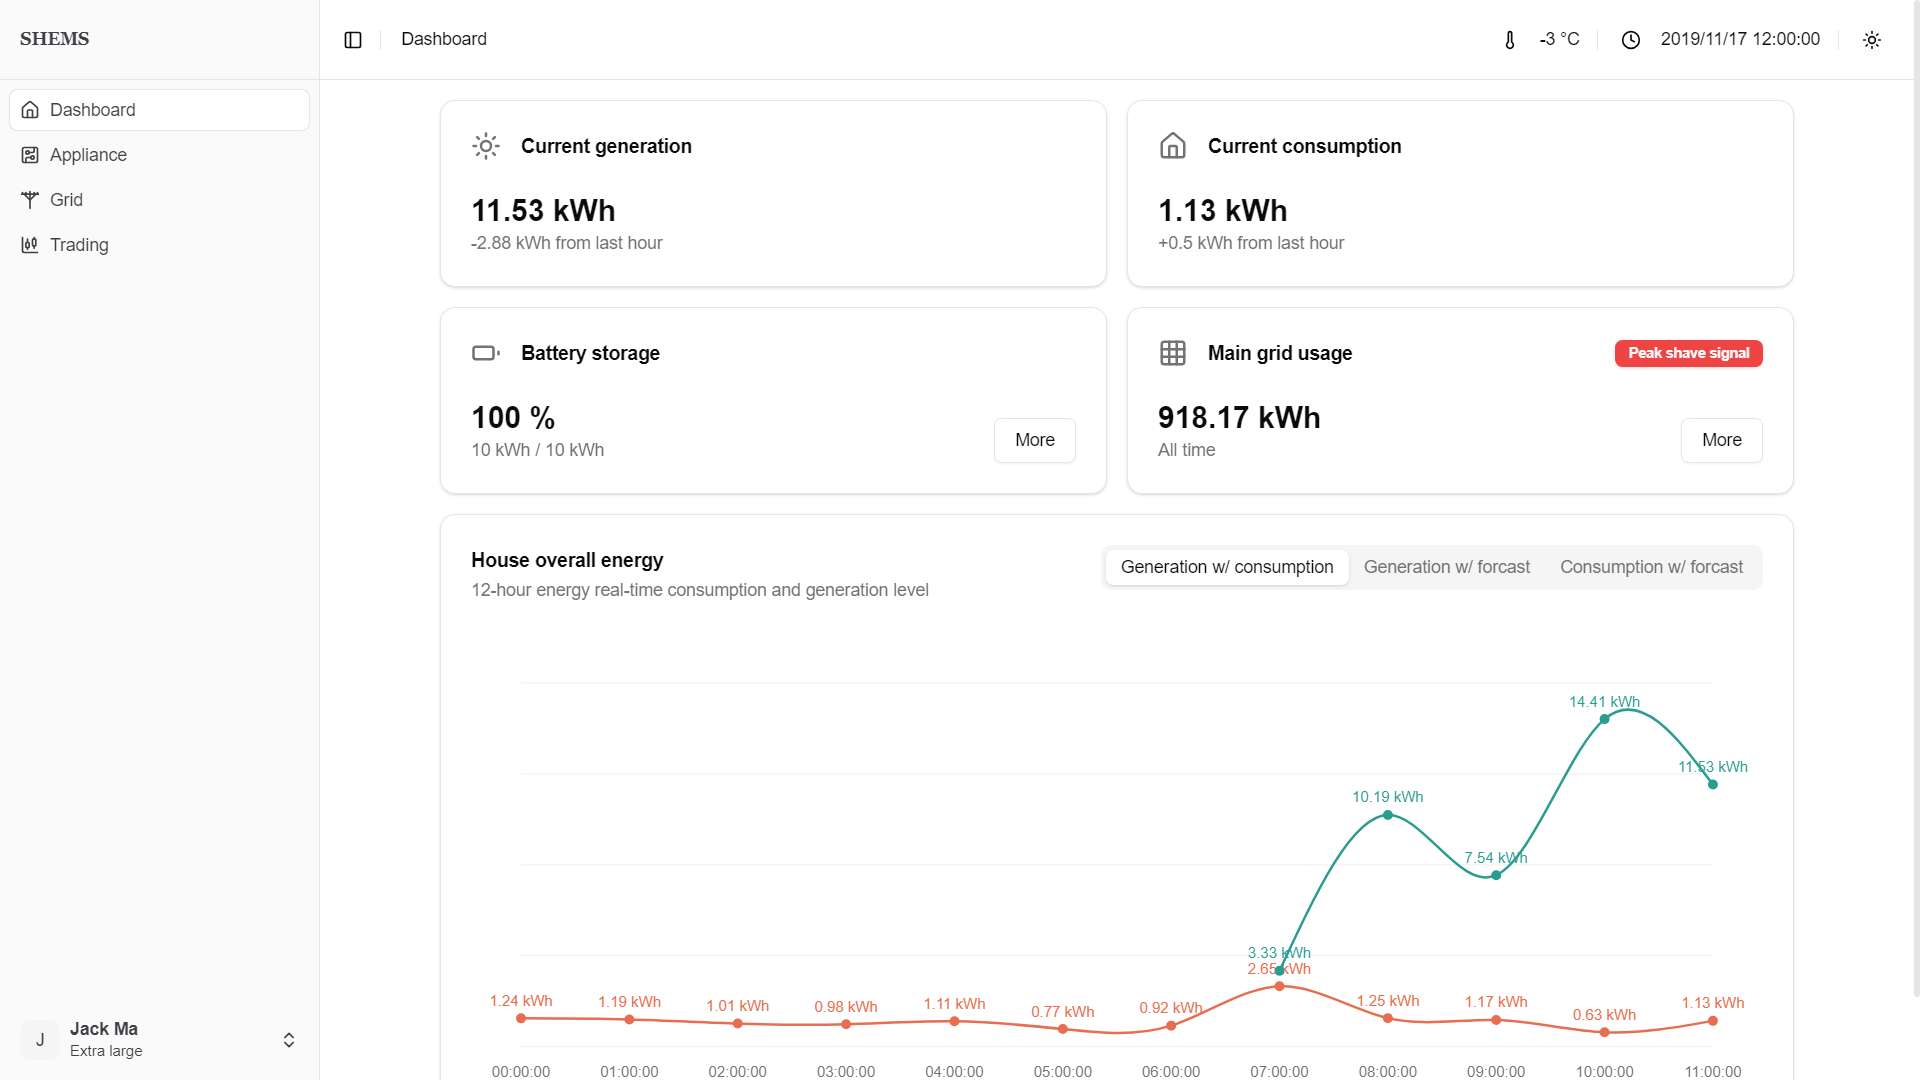 SHEMS
Dashboard
-3 °C
2019/11/17 12:00:00
Dashboard
Appliance
Grid
Trading
Current generation
11.53 kWh
-2.88 kWh from last hour
Current consumption
1.13 kWh
+0.5 kWh from last hour
Battery storage
100 %
10 kWh / 10 kWh
More
Main grid usage
Peak shave signal
918.17 kWh
All time
More
House overall energy
12-hour energy real-time consumption and generation level
Generation w/ consumption
Generation w/ forcast
Consumption w/ forcast
14.41 kWh
11.53 kWh
10.19 kWh
7.54 kWh
3.33 kWh
2.65 kWh
1.24 kWh
1.19 kWh
1.01 kWh
0.98 kWh
1.11 kWh
0.77 kWh
0.92 kWh
1.25 kWh
1.17 kWh
0.63 kWh
1.13 kWh
00:00:00
01:00:00
02:00:00
03:00:00
04:00:00
05:00:00
06:00:00
07:00:00
08:00:00
09:00:00
10:00:00
11:00:00
J
Jack Ma
Extra large